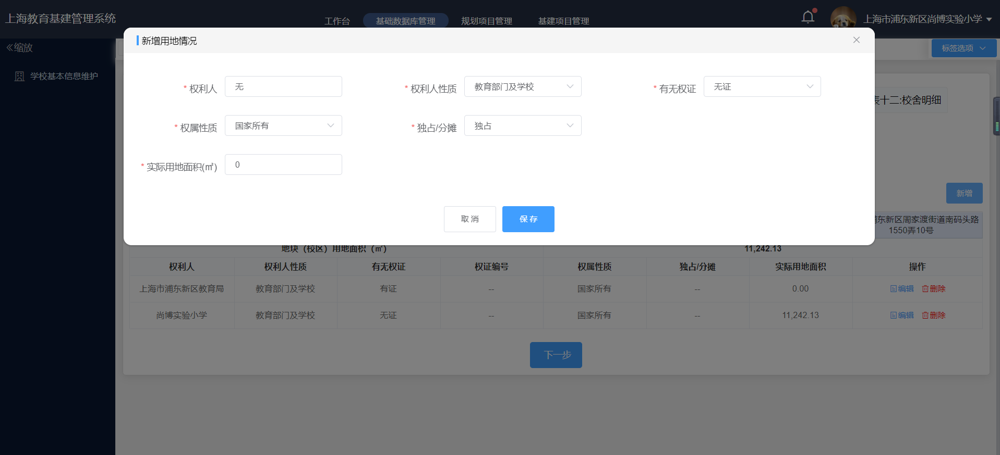 上海教育基建管理系统
工作台 基础数据库管理 规划项目管理 基建项目管理
上海市浦东新区尚博实验小学
缩放
标签选项
学校基本信息维护
新增用地情况
* 权利人 无
* 权利人性质 教育部门及学校
* 有无权证 无证
十二:校舍明细
* 权属性质 国家所有
* 独占/分摊 独占
* 实际用地面积(㎡) 0
新增
取消 保存
东新区周家渡街道南码头路
1550弄10号
地块（校区）用地面积（㎡） 11,242.13
权利人 权利人性质 有无权证 权证编号 权属性质 独占/分摊 实际用地面积 操作
上海市浦东新区教育局 教育部门及学校 有证 -- 国家所有 -- 0.00 编辑 删除
尚博实验小学 教育部门及学校 无证 -- 国家所有 -- 11,242.13 编辑 删除
下一步